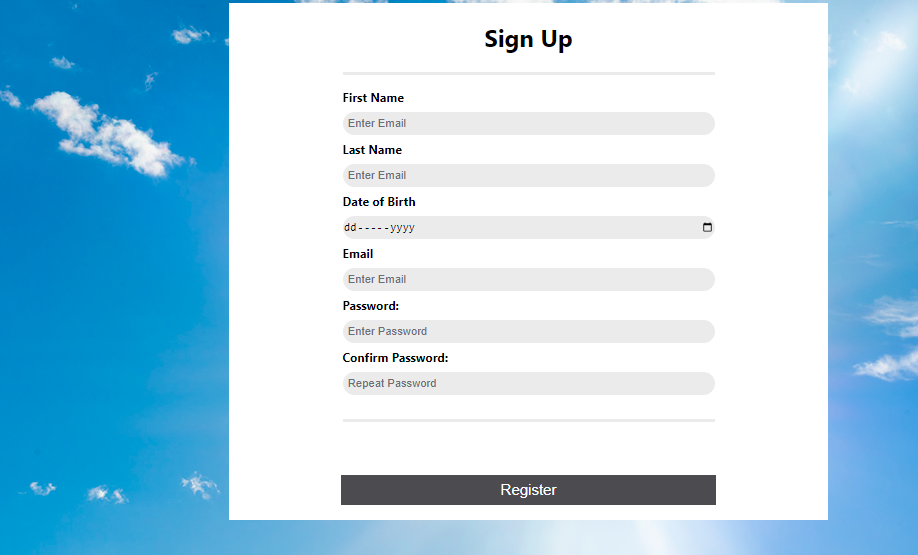 Sign Up
First Name
Enter Email
Last Name
Enter Email
Date of Birth
dd-----yyyy
Email
Enter Email
Password:
Enter Password
Confirm Password:
Repeat Password
Register